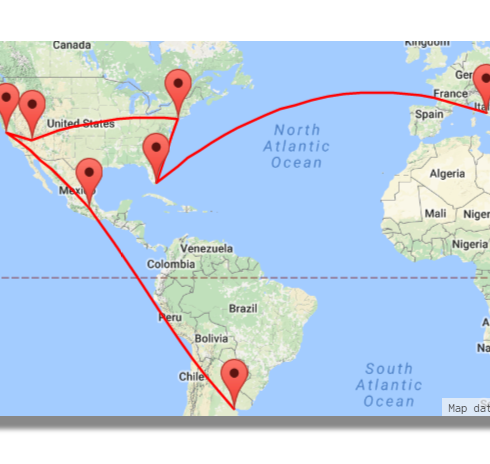 Canada
Kingdom
Ger
France
Ita
United States
Spain
North
Atlantic
Ocean
Algeria
Mexico
Mali
Niger
Venezuela
Nigeria
Colombia
Brazil
Peru
A
Bolivia
Na
Chile
South
Atlantic
Ocean
Map dat